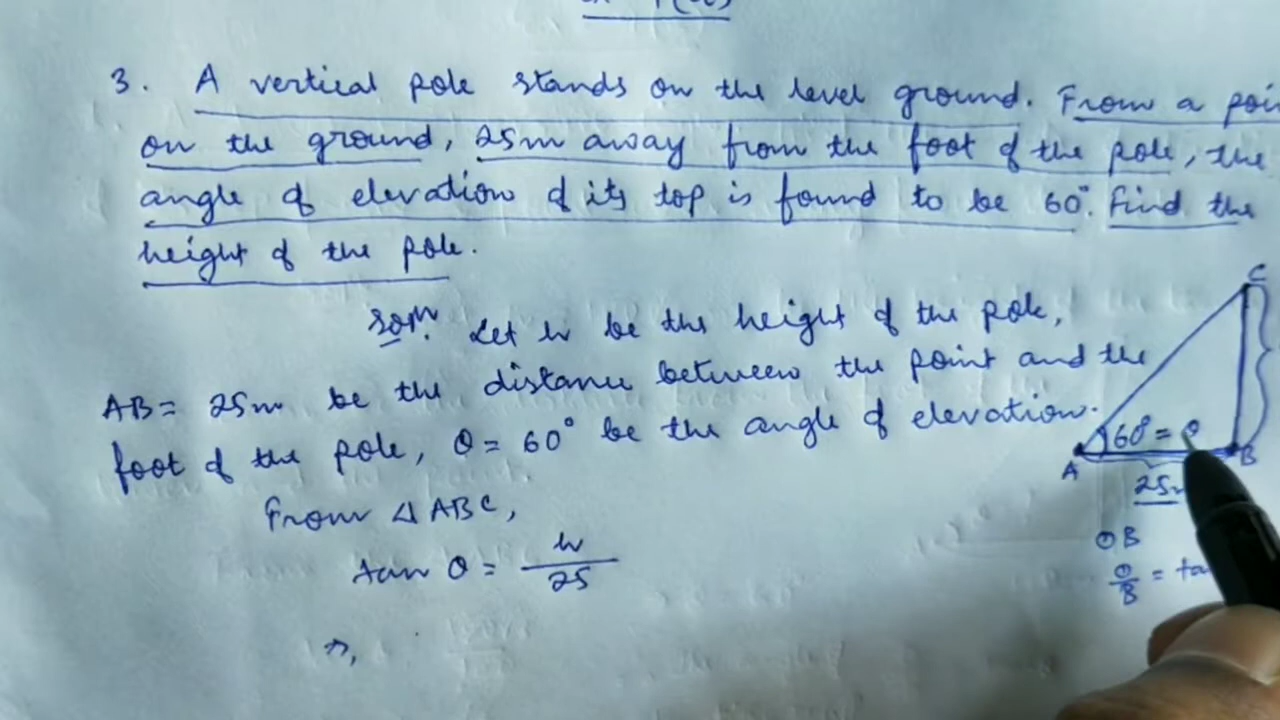 3. A vertical pole stands on the level ground. From a poi
on the ground, 25m away from the foot of the pole, the
angle of elevation of its top is found to be 60°. Find the
height of the pole.
Som. Let h be the height of the pole,
AB = 25m be the distance between the point and the
foot of the pole, θ = 60° be the angle of elevation.
From △ ABC,
tan θ = h/25
⇒,
C
60° = θ
A
B
25m
OB
O/B = ta